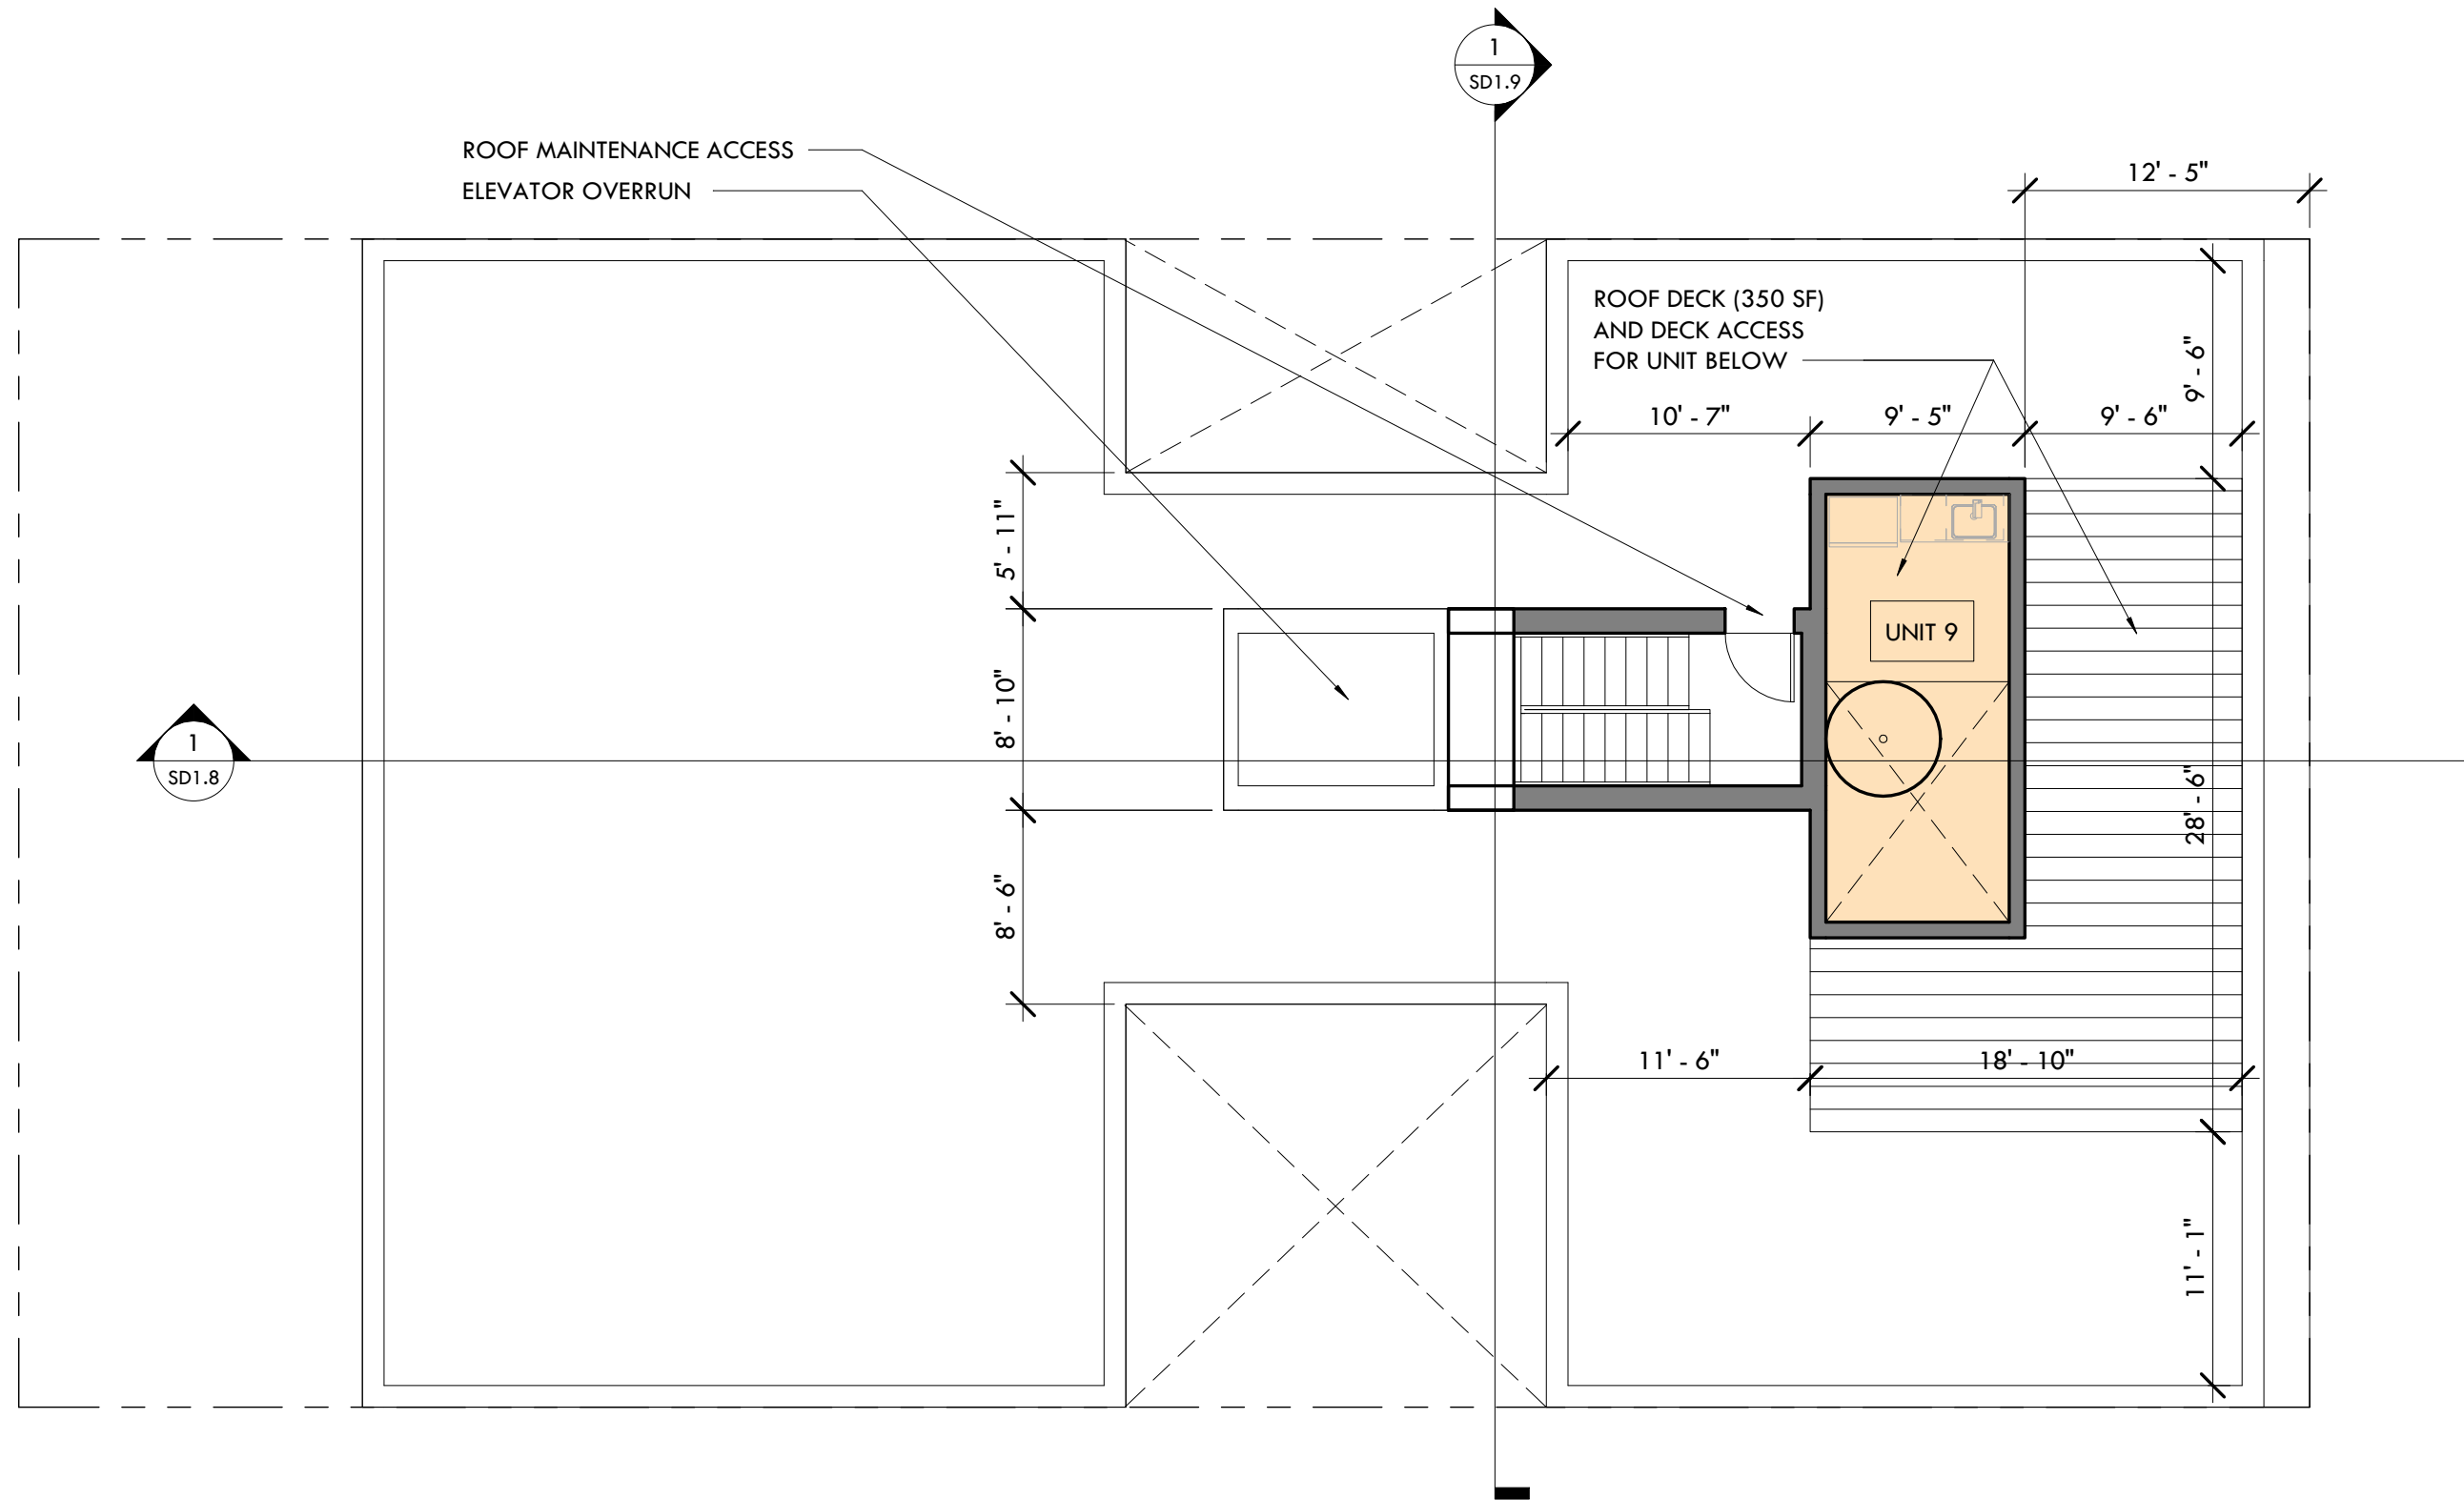 1
SD1.9
ROOF MAINTENANCE ACCESS
ELEVATOR OVERRUN
12' - 5"
ROOF DECK (350 SF)
AND DECK ACCESS
FOR UNIT BELOW
9' - 6"
10' - 7"
9' - 5"
9' - 6"
5' - 11"
UNIT 9
8' - 10"
1
SD1.8
28' - 6"
8' - 6"
11' - 6"
18' - 10"
11' - 1"